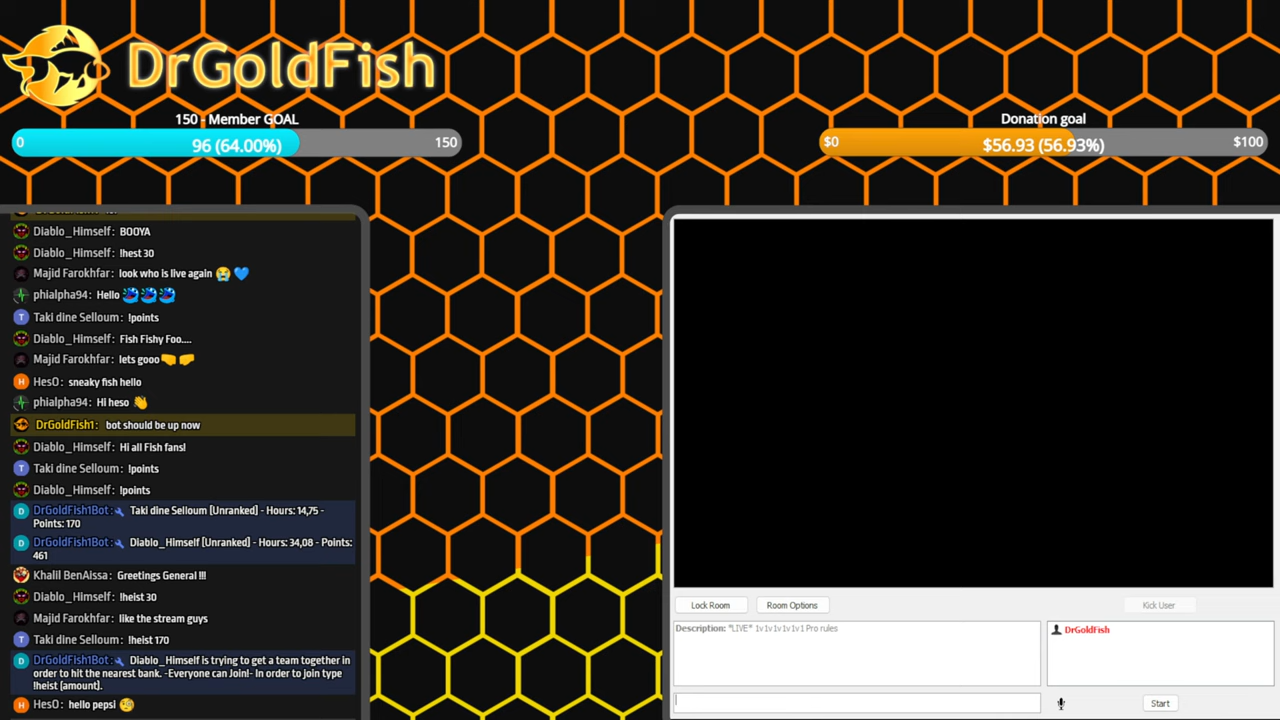 DrGoldFish
150 - Member GOAL
0
96 (64.00%)
150
Donation goal
$0
$56.93 (56.93%)
$100
Diablo_Himself: BOOYA
Diablo_Himself: !hest 30
Majid Farokhfar: look who is live again 😭 💙
phialpha94: Hello
T Taki dine Selloum: !points
Diablo_Himself: Fish Fishy Foo....
Majid Farokhfar: lets gooo🤜 🤛
H HesO: sneaky fish hello
phialpha94: Hi heso 👋
DrGoldFish1: bot should be up now
Diablo_Himself: Hi all Fish fans!
T Taki dine Selloum: !points
Diablo_Himself: !points
D DrGoldFish1Bot: Taki dine Selloum [Unranked] - Hours: 14,75 -
Points: 170
D DrGoldFish1Bot: Diablo_Himself [Unranked] - Hours: 34,08 - Points:
461
Khalil BenAissa: Greetings General !!!
Diablo_Himself: !heist 30
Majid Farokhfar: like the stream guys
T Taki dine Selloum: !heist 170
D DrGoldFish1Bot: Diablo_Himself is trying to get a team together in
order to hit the nearest bank. -Everyone can Join!- In order to join type
!heist [amount].
H HesO: hello pepsi 🧐
Lock Room
Room Options
Kick User
Description: *LIVE* 1v1v1v1v1v1 Pro rules
DrGoldFish
Start